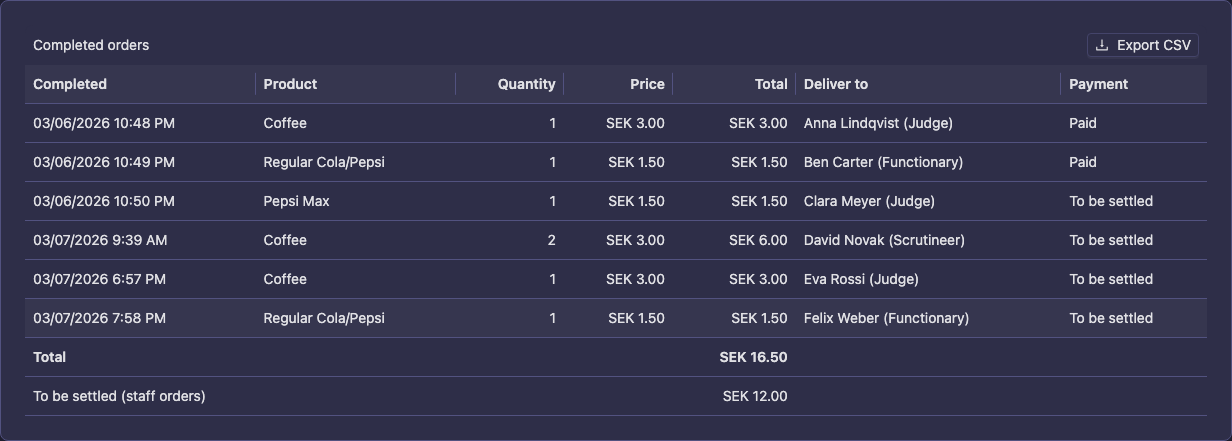 Completed orders
Export CSV
Completed Product Quantity Price Total Deliver to Payment
03/06/2026 10:48 PM Coffee 1 SEK 3.00 SEK 3.00 Anna Lindqvist (Judge) Paid
03/06/2026 10:49 PM Regular Cola/Pepsi 1 SEK 1.50 SEK 1.50 Ben Carter (Functionary) Paid
03/06/2026 10:50 PM Pepsi Max 1 SEK 1.50 SEK 1.50 Clara Meyer (Judge) To be settled
03/07/2026 9:39 AM Coffee 2 SEK 3.00 SEK 6.00 David Novak (Scrutineer) To be settled
03/07/2026 6:57 PM Coffee 1 SEK 3.00 SEK 3.00 Eva Rossi (Judge) To be settled
03/07/2026 7:58 PM Regular Cola/Pepsi 1 SEK 1.50 SEK 1.50 Felix Weber (Functionary) To be settled
Total SEK 16.50
To be settled (staff orders) SEK 12.00